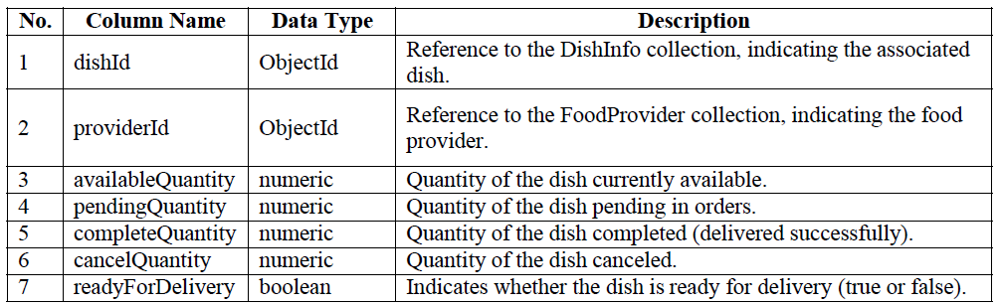 No. Column Name Data Type Description
1 dishId ObjectId Reference to the DishInfo collection, indicating the associated
dish.
2 providerId ObjectId Reference to the FoodProvider collection, indicating the food
provider.
3 availableQuantity numeric Quantity of the dish currently available.
4 pendingQuantity numeric Quantity of the dish pending in orders.
5 completeQuantity numeric Quantity of the dish completed (delivered successfully).
6 cancelQuantity numeric Quantity of the dish canceled.
7 readyForDelivery boolean Indicates whether the dish is ready for delivery (true or false).